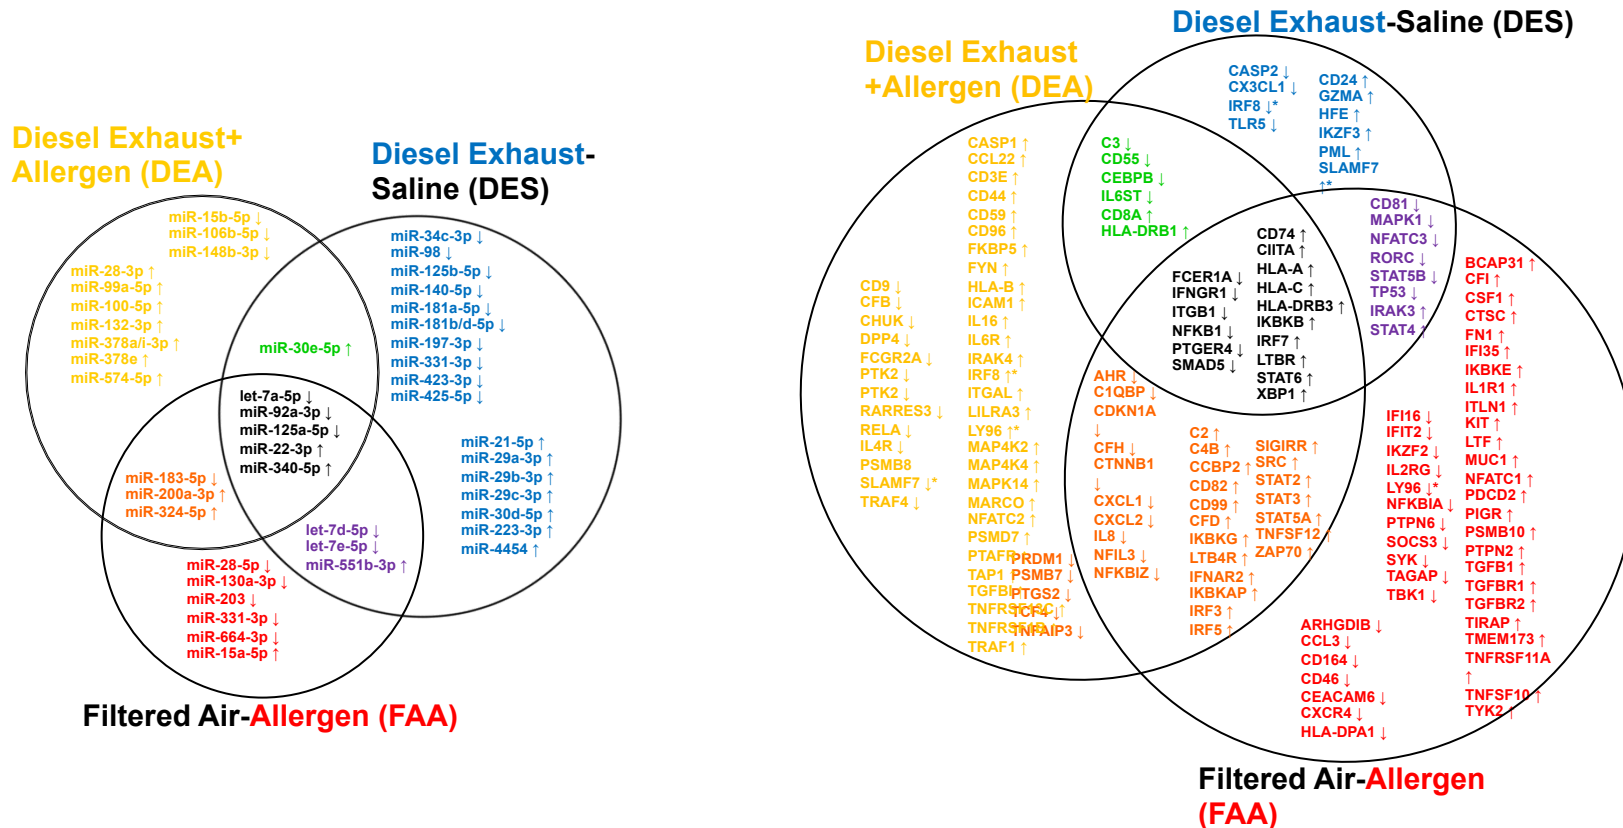 Diesel Exhaust+
Allergen (DEA)
Diesel Exhaust-
Saline (DES)
miR-15b-5p ↓
miR-106b-5p ↓
miR-148b-3p ↓
miR-28-3p ↑
miR-99a-5p ↑
miR-100-5p ↑
miR-132-3p ↑
miR-378a/i-3p ↑
miR-378e ↑
miR-574-5p ↑
miR-30e-5p ↑
miR-34c-3p ↓
miR-98 ↓
miR-125b-5p ↓
miR-140-5p ↓
miR-181a-5p ↓
miR-181b/d-5p ↓
miR-197-3p ↓
miR-331-3p ↓
miR-423-3p ↓
miR-425-5p ↓
miR-21-5p ↑
miR-29a-3p ↑
miR-29b-3p ↑
miR-29c-3p ↑
miR-30d-5p ↑
miR-223-3p ↑
miR-4454 ↑
let-7a-5p ↓
miR-92a-3p ↓
miR-125a-5p ↓
miR-22-3p ↑
miR-340-5p ↑
miR-183-5p ↓
miR-200a-3p ↑
miR-324-5p ↑
let-7d-5p ↓
let-7e-5p ↓
miR-551b-3p ↑
miR-28-5p ↓
miR-130a-3p ↓
miR-203 ↓
miR-331-3p ↓
miR-664-3p ↓
miR-15a-5p ↑
Filtered Air-Allergen (FAA)
Diesel Exhaust-Saline (DES)
Diesel Exhaust
+Allergen (DEA)
CASP2 ↓
CX3CL1 ↓
IRF8 ↓*
TLR5 ↓
CD24 ↑
GZMA ↑
HFE ↑
IKZF3 ↑
PML ↑
SLAMF7
↑*
CASP1 ↑
CCL22 ↑
CD3E ↑
CD44 ↑
CD59 ↑
CD96 ↑
FKBP5 ↑
FYN ↑
HLA-B ↑
ICAM1 ↑
IL16 ↑
IL6R ↑
IRAK4 ↑
IRF8 ↑*
ITGAL ↑
LILRA3 ↑
LY96 ↑*
MAP4K2 ↑
MAP4K4 ↑
MAPK14 ↑
MARCO ↑
NFATC2 ↑
PSMD7 ↑
PTAFR
TAP1
TGFBI
TNFRSF13C ↑
TNFRSF1B
TRAF1 ↑
CD9 ↓
CFB ↓
CHUK ↓
DPP4 ↓
FCGR2A ↓
PTK2 ↓
PTK2 ↓
RARRES3 ↓
RELA ↓
IL4R ↓
PSMB8
SLAMF7 ↓*
TRAF4 ↓
C3 ↓
CD55 ↓
CEBPB ↓
IL6ST ↓
CD8A ↑
HLA-DRB1 ↑
FCER1A ↓
IFNGR1 ↓
ITGB1 ↓
NFKB1 ↓
PTGER4 ↓
SMAD5 ↓
CD74 ↑
CIITA ↑
HLA-A ↑
HLA-C ↑
HLA-DRB3 ↑
IKBKB ↑
IRF7 ↑
LTBR ↑
STAT6 ↑
XBP1 ↑
CD81 ↓
MAPK1 ↓
NFATC3 ↓
RORC ↓
STAT5B ↓
TP53 ↓
IRAK3 ↑
STAT4 ↑
AHR ↓
C1QBP ↓
CDKN1A
↓
CFH ↓
CTNNB1
↓
CXCL1 ↓
CXCL2 ↓
IL8 ↓
NFIL3 ↓
NFKBIZ ↓
PRDM1 ↓
PSMB7 ↓
PTGS2 ↓
TCF4 ↓
TNFAIP3 ↓
C2 ↑
C4B ↑
CCBP2 ↑
CD82 ↑
CD99 ↑
CFD ↑
IKBKG ↑
LTB4R ↑
IFNAR2 ↑
IKBKAP ↑
IRF3 ↑
IRF5 ↑
SIGIRR ↑
SRC ↑
STAT2 ↑
STAT3 ↑
STAT5A ↑
TNFSF12 ↑
ZAP70 ↑
IFI16 ↓
IFIT2 ↓
IKZF2 ↓
IL2RG ↓
LY96 ↓*
NFKBIA ↓
PTPN6 ↓
SOCS3 ↓
SYK ↓
TAGAP ↓
TBK1 ↓
ARHGDIB ↓
CCL3 ↓
CD164 ↓
CD46 ↓
CEACAM6 ↓
CXCR4 ↓
HLA-DPA1 ↓
BCAP31 ↑
CFI ↑
CSF1 ↑
CTSC ↑
FN1 ↑
IFI35 ↑
IKBKE ↑
IL1R1 ↑
ITLN1 ↑
KIT ↑
LTF ↑
MUC1 ↑
NFATC1 ↑
PDCD2 ↑
PIGR ↑
PSMB10 ↑
PTPN2 ↑
TGFB1 ↑
TGFBR1 ↑
TGFBR2 ↑
TIRAP ↑
TMEM173 ↑
TNFRSF11A
↑
TNFSF10 ↑
TYK2 ↑
Filtered Air-Allergen
(FAA)